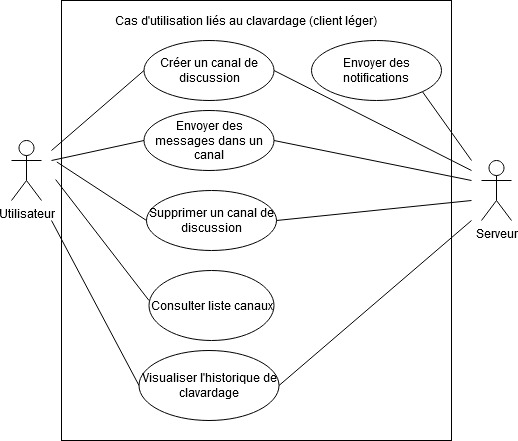 Cas d'utilisation liés au clavardage (client léger)
Créer un canal de
discussion
Envoyer des
notifications
Envoyer des
messages dans un
canal
Utilisateur
Supprimer un canal de
discussion
Serveur
Consulter liste canaux
Visualiser l'historique de
clavardage